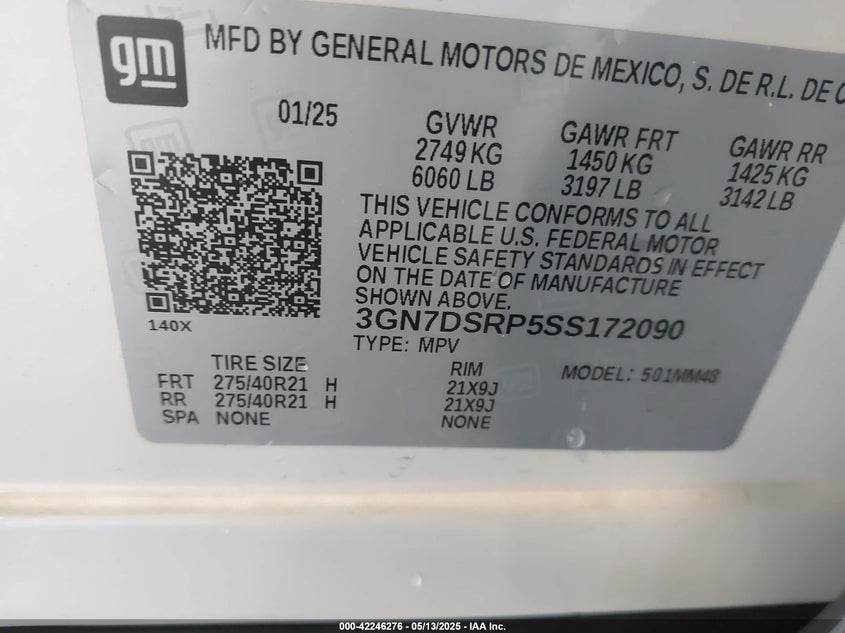 gm
MFD BY GENERAL MOTORS DE MEXICO, S. DE R.L. DE C
01/25
GVWR
2749 KG
6060 LB
GAWR FRT
1450 KG
3197 LB
GAWR RR
1425 KG
3142 LB
THIS VEHICLE CONFORMS TO ALL
APPLICABLE U.S. FEDERAL MOTOR
VEHICLE SAFETY STANDARDS IN EFFECT
ON THE DATE OF MANUFACTURE
SHOWN ABOVE.
140X
3GN7DSRP5SS172090
TYPE: MPV
MODEL: 501MM48
TIRE SIZE RIM
FRT 275/40R21 H 21X9J
RR 275/40R21 H 21X9J
SPA NONE NONE
000-42246276 - 05/13/2025 - IAA Inc.